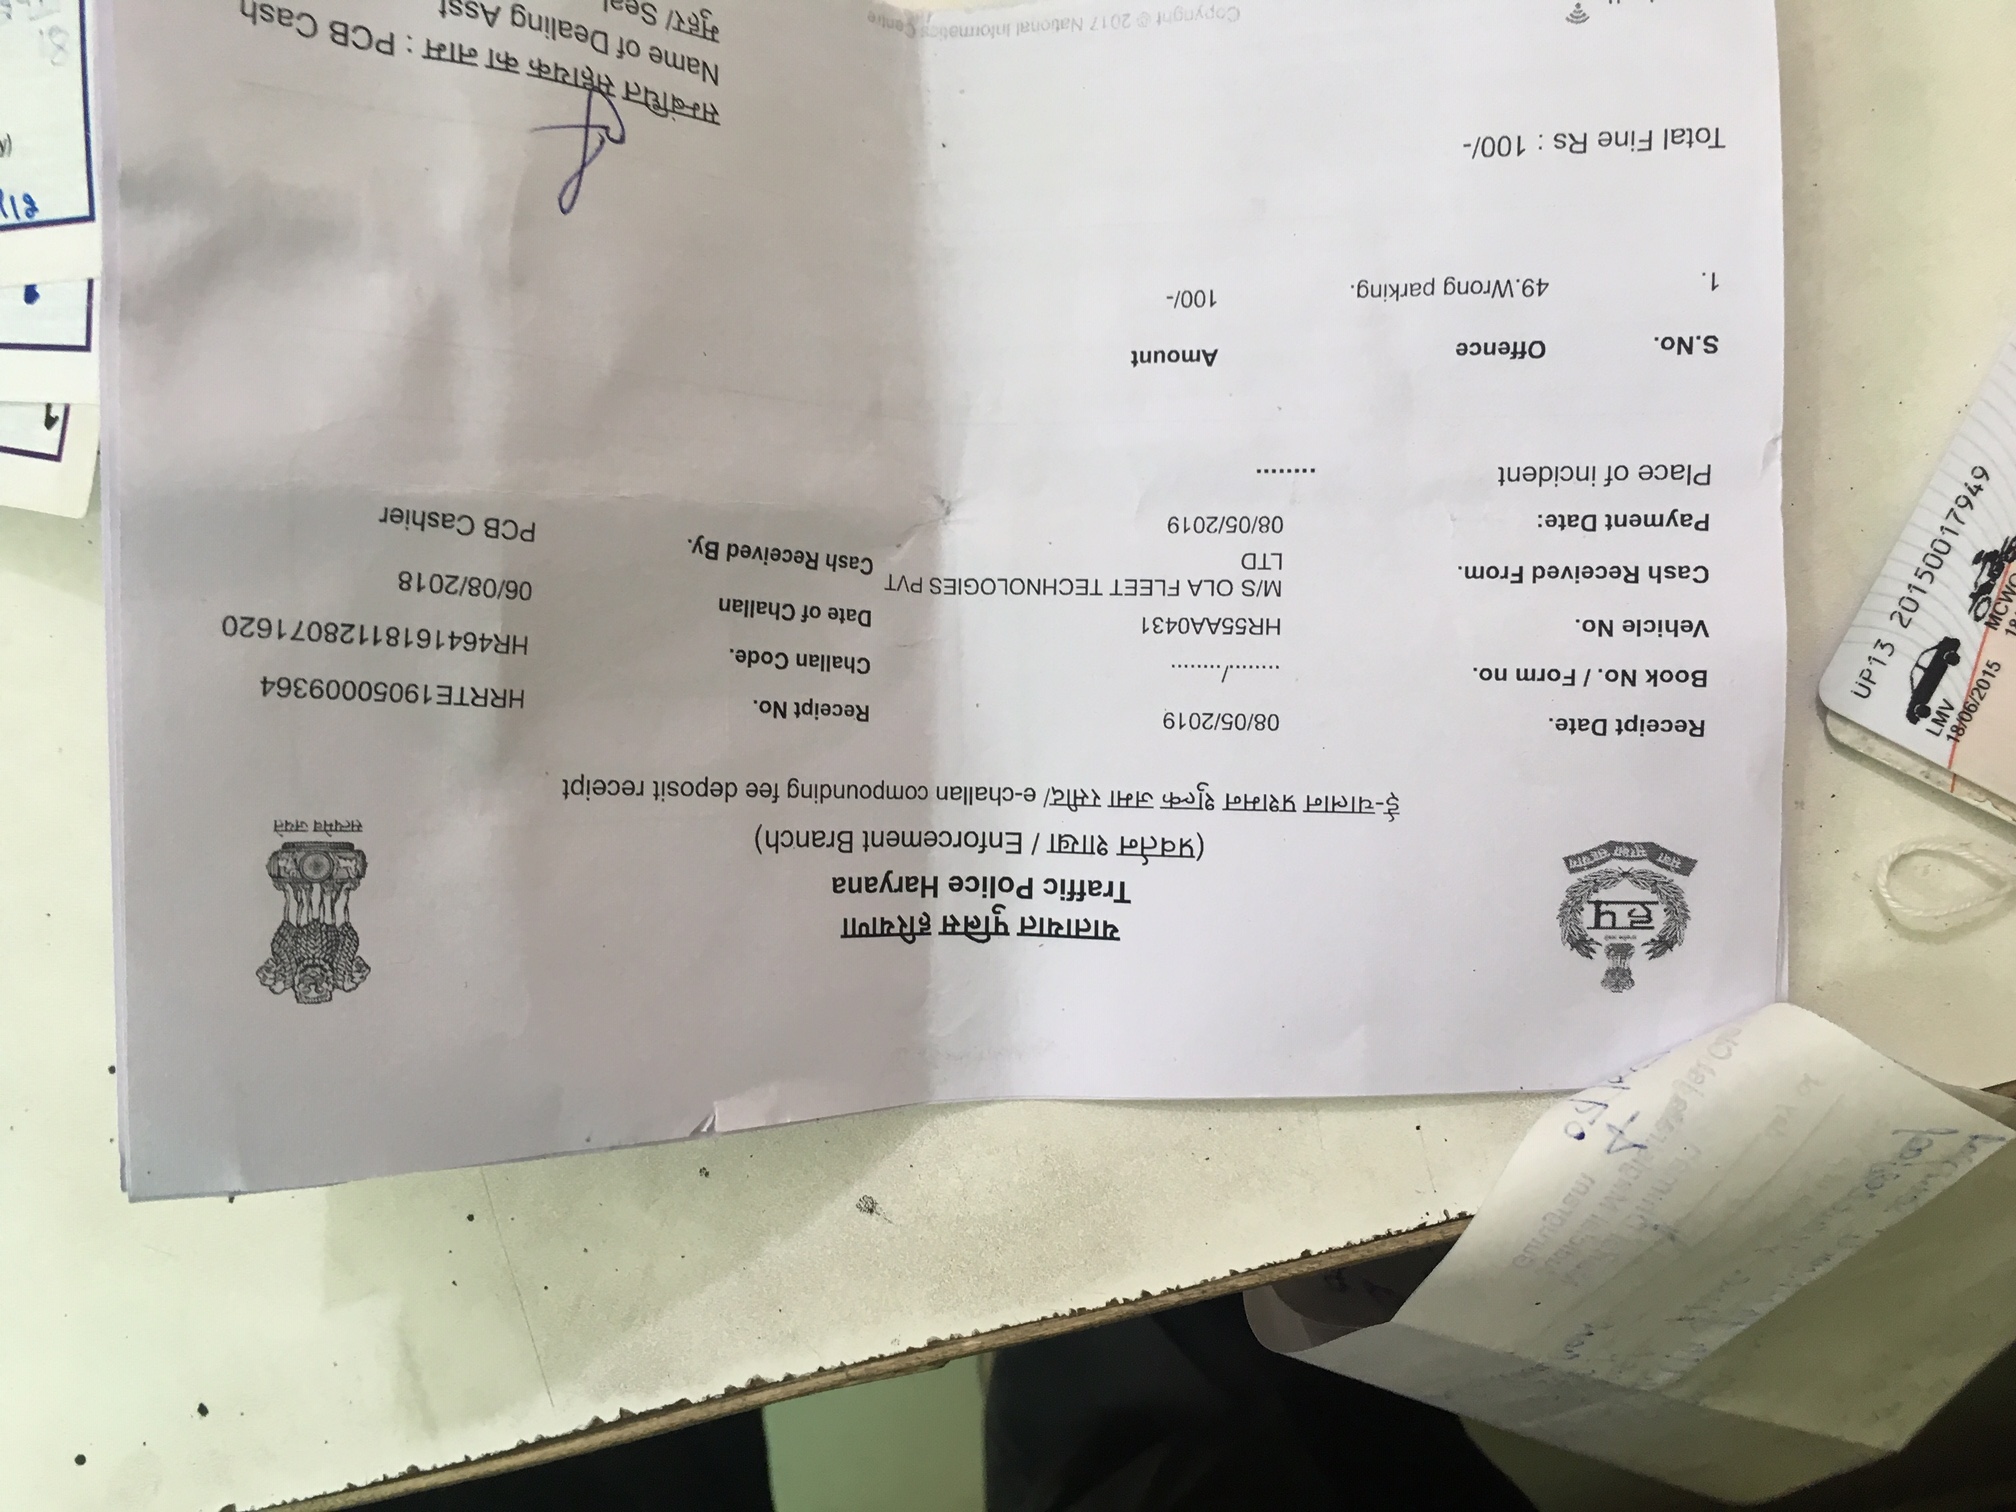 यातायात पुलिस हरियाणा
Traffic Police Haryana
(प्रवर्तन शाखा / Enforcement Branch)
ई-चालान प्रशमन शुल्क जमा रसीद/ e-challan compounding fee deposit receipt
ह प
सेवा सुरक्षा सहयोग
सत्यमेव जयते
Receipt Date. 08/05/2019 Receipt No. HRRTE19050009364
Book No. / Form no. ......../........ Challan Code. HR46416181128071620
Vehicle No. HR55AA0431 Date of Challan 06/08/2018
Cash Received From. M/S OLA FLEET TECHNOLOGIES PVT LTD Cash Received By. PCB Cashier
Payment Date: 08/05/2019
Place of incident ........
S.No. Offence Amount
1. 49.Wrong parking. 100/-
Total Fine Rs : 100/-
सम्बंधित सहायक का नाम : PCB Cash
Name of Dealing Asst
मुहर/ Seal
Copyright © 2017 National Informatics Centre
UP13 20150017949
LMV
18/06/2015
MCWG